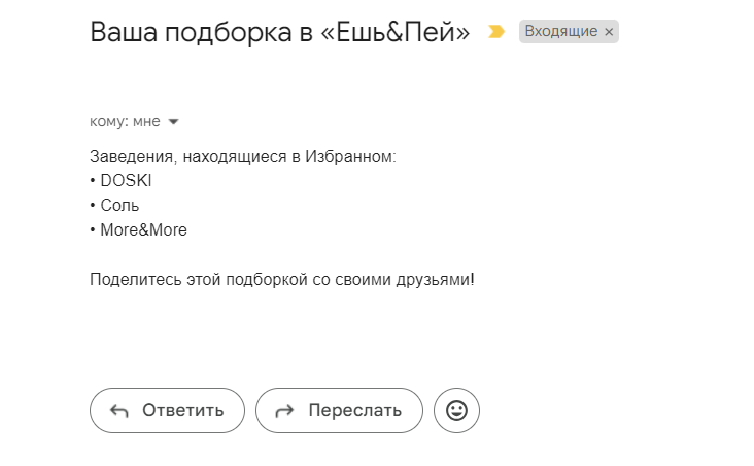 Ваша подборка в «Ешь&Пей»
Входящие ×
кому: мне
Заведения, находящиеся в Избранном:
• DOSKI
• Соль
• More&More
Поделитесь этой подборкой со своими друзьями!
Ответить
Переслать